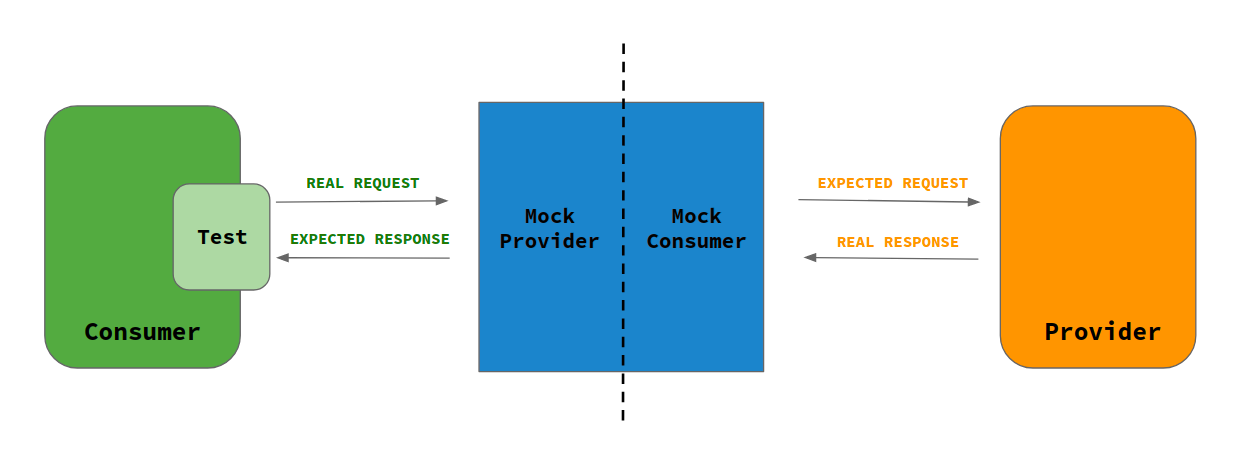 REAL REQUEST
EXPECTED RESPONSE
Test
Consumer
Mock
Provider
Mock
Consumer
EXPECTED REQUEST
REAL RESPONSE
Provider